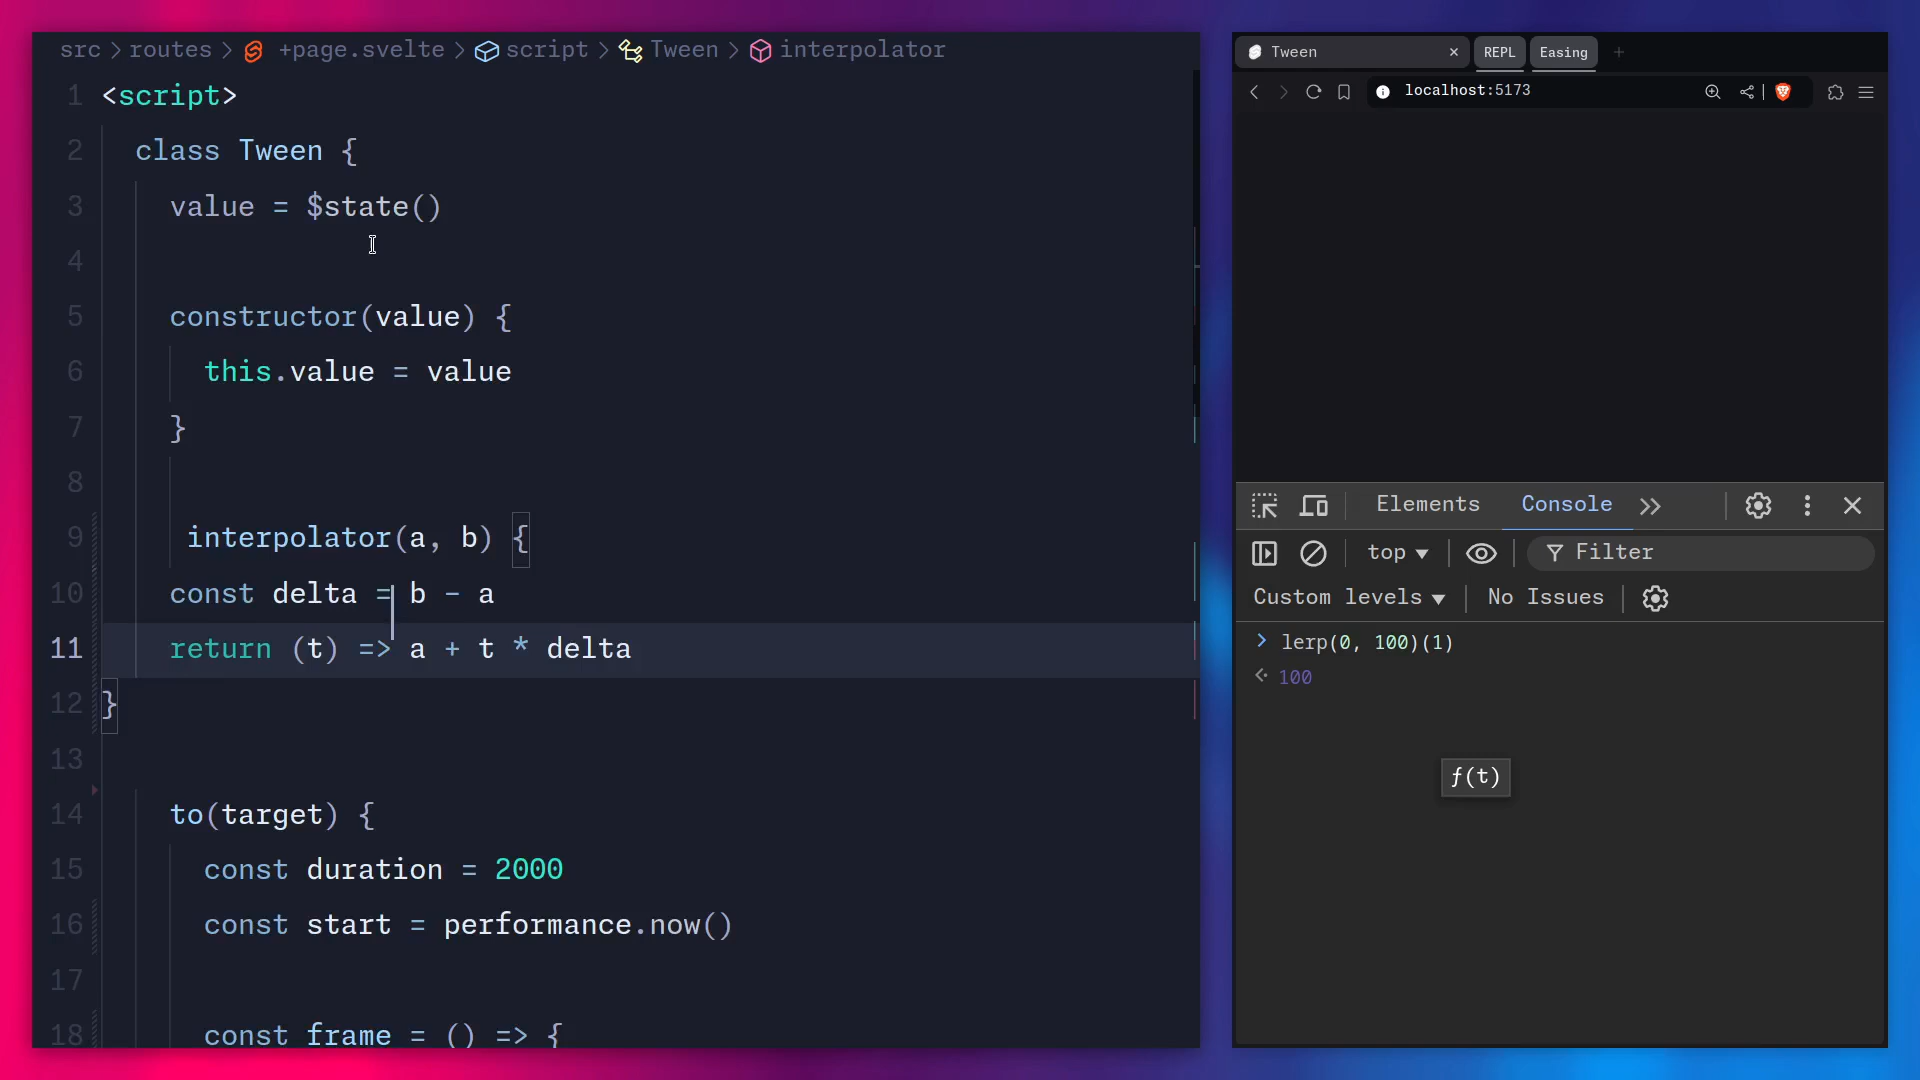 src > routes > +page.svelte > script > Tween > interpolator
1 <script>
2 class Tween {
3 value = $state()
4
5 constructor(value) {
6 this.value = value
7 }
8
9 interpolator(a, b) {
10 const delta = b - a
11 return (t) => a + t * delta
12 }
13
14 to(target) {
15 const duration = 2000
16 const start = performance.now()
17
18 const frame = () => {
Tween × REPL Easing +
localhost:5173
Elements Console
top Filter
Custom levels No Issues
> lerp(0, 100)(1)
100
ƒ(t)